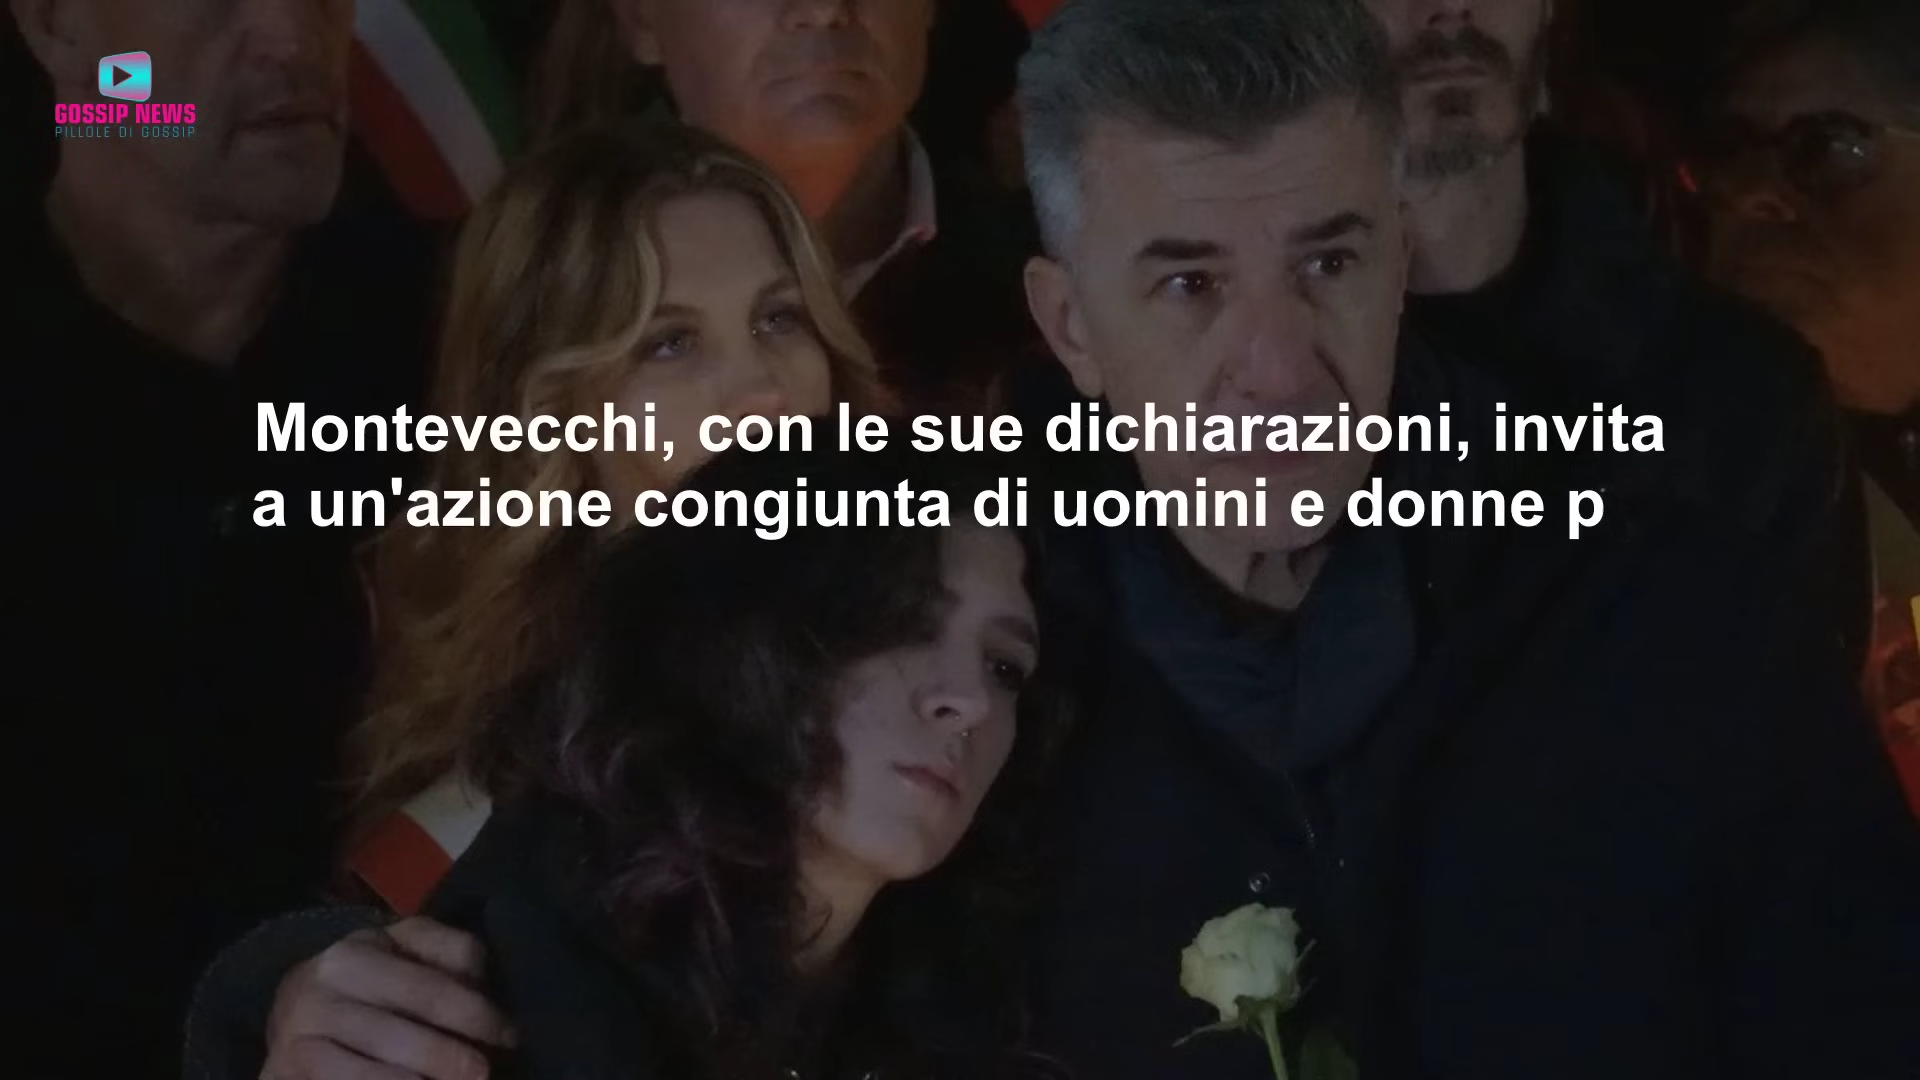 GOSSIP NEWS
PILLOLE DI GOSSIP
Montevecchi, con le sue dichiarazioni, invita
a un'azione congiunta di uomini e donne p